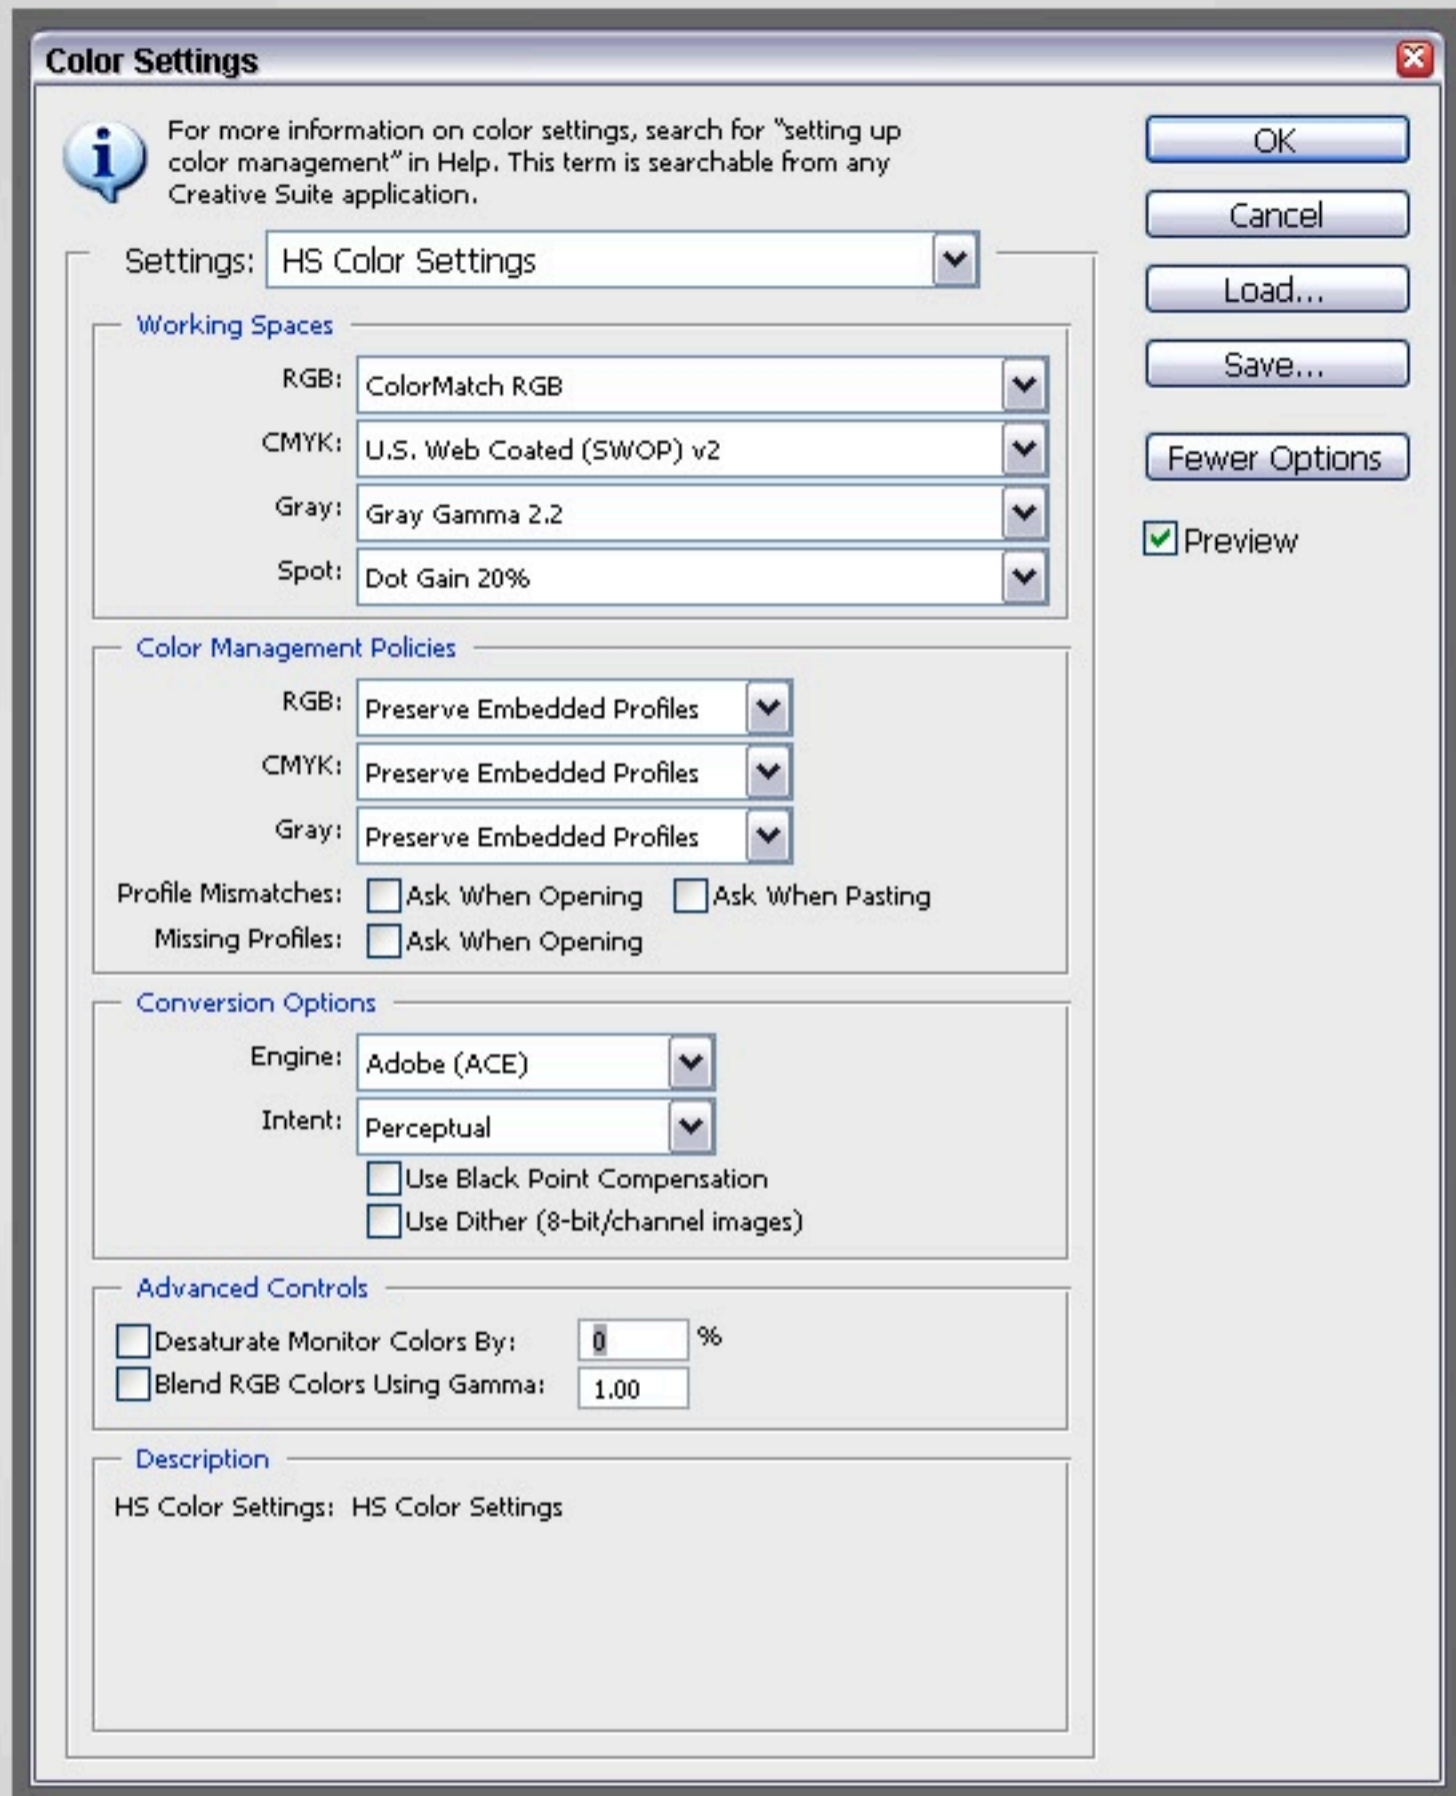 Color Settings
For more information on color settings, search for "setting up
color management" in Help. This term is searchable from any
Creative Suite application.
OK
Cancel
Load...
Save...
Fewer Options
Preview
Settings: HS Color Settings
Working Spaces
RGB: ColorMatch RGB
CMYK: U.S. Web Coated (SWOP) v2
Gray: Gray Gamma 2.2
Spot: Dot Gain 20%
Color Management Policies
RGB: Preserve Embedded Profiles
CMYK: Preserve Embedded Profiles
Gray: Preserve Embedded Profiles
Profile Mismatches: Ask When Opening Ask When Pasting
Missing Profiles: Ask When Opening
Conversion Options
Engine: Adobe (ACE)
Intent: Perceptual
Use Black Point Compensation
Use Dither (8-bit/channel images)
Advanced Controls
Desaturate Monitor Colors By: 0 %
Blend RGB Colors Using Gamma: 1.00
Description
HS Color Settings: HS Color Settings